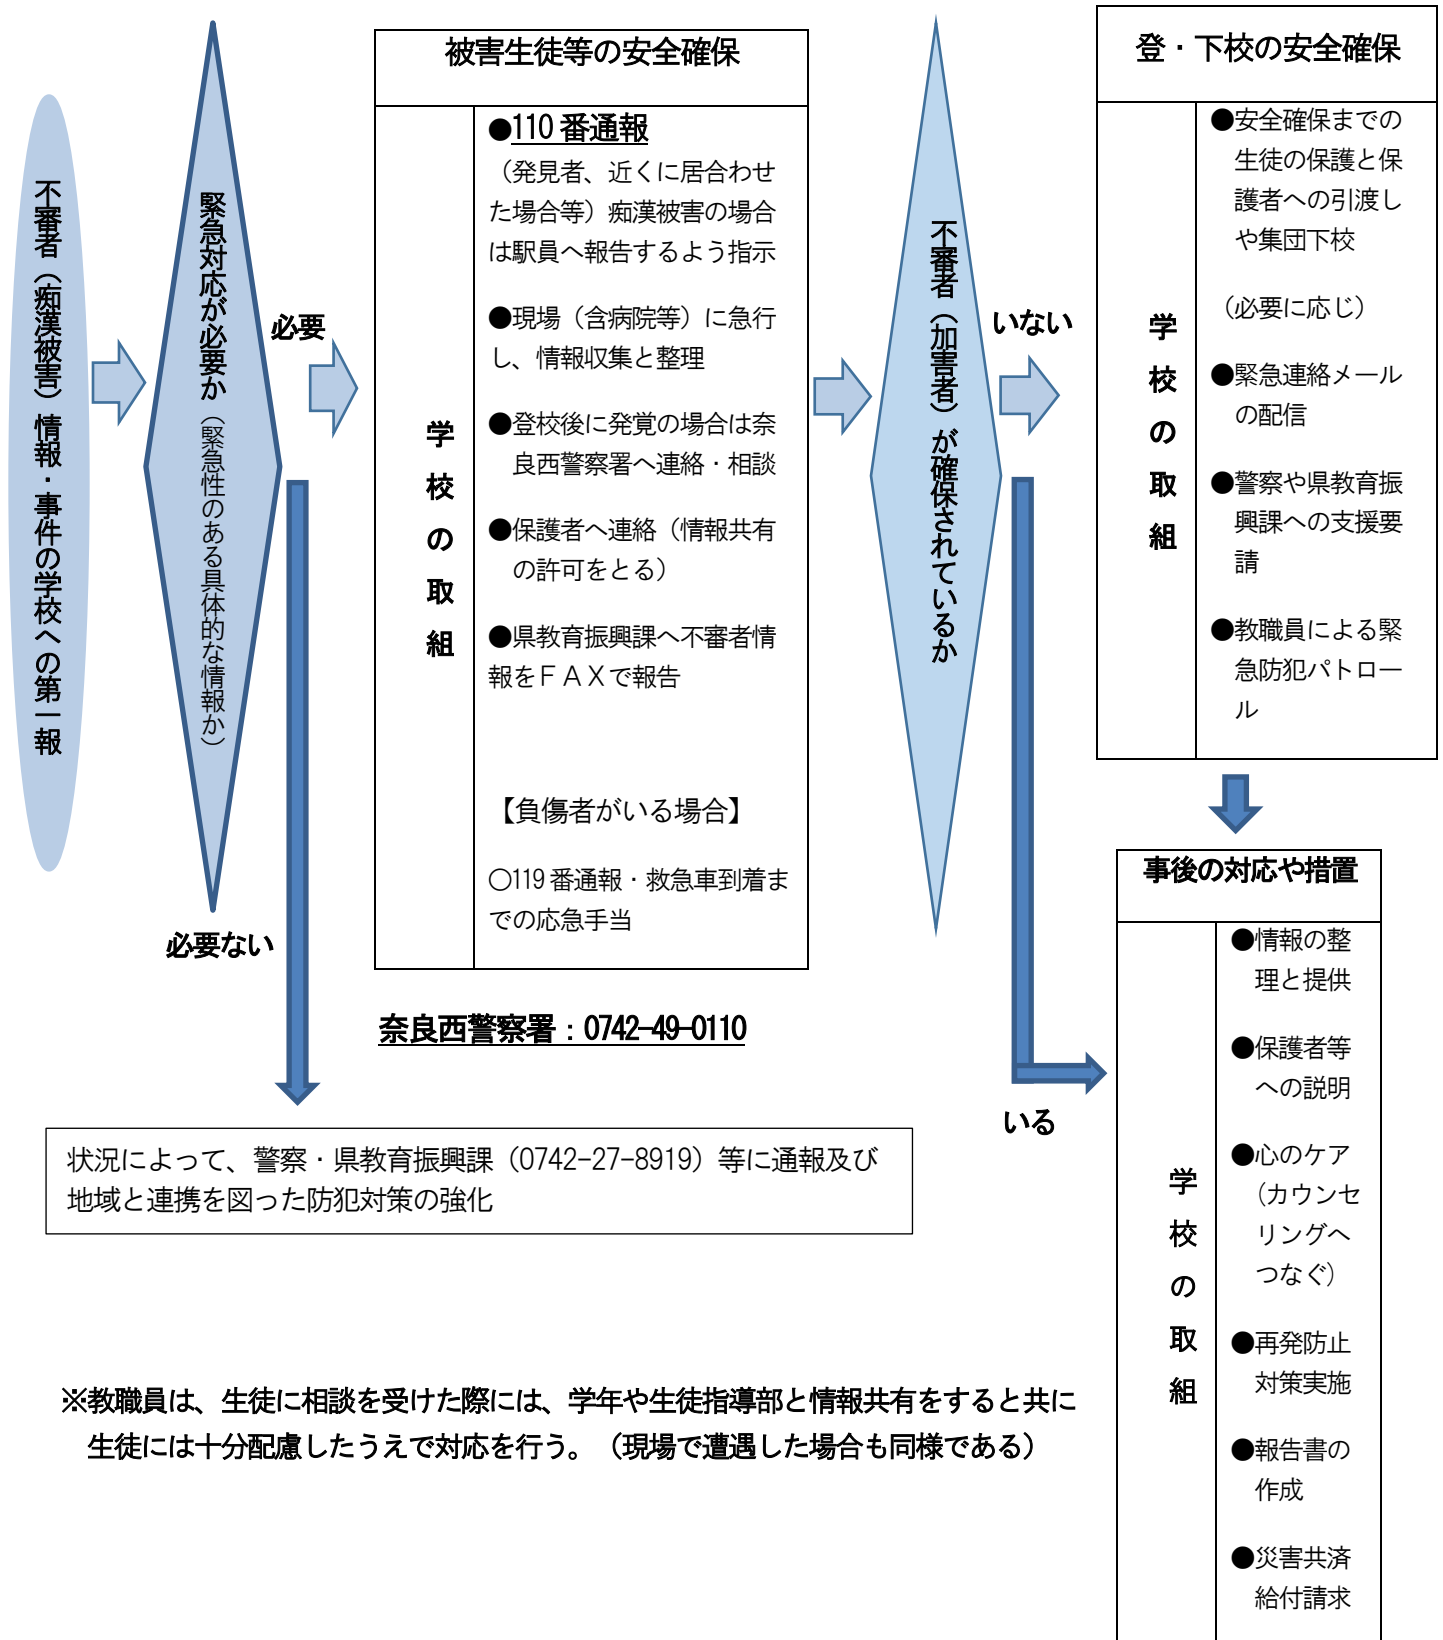 不審者（痴漢被害）情報・事件の学校への第一報
緊急対応が必要か（緊急性のある具体的な情報か）
必要
必要ない
被害生徒等の安全確保
学校の取組
●110番通報
（発見者、近くに居合わせ
た場合等）痴漢被害の場合
は駅員へ報告するよう指示
●現場（含病院等）に急行
し、情報収集と整理
●登校後に発覚の場合は奈
良西警察署へ連絡・相談
●保護者へ連絡（情報共有
の許可をとる）
●県教育振興課へ不審者情
報をＦＡＸで報告
【負傷者がいる場合】
○119番通報・救急車到着ま
での応急手当
奈良西警察署：0742-49-0110
状況によって、警察・県教育振興課（0742-27-8919）等に通報及び
地域と連携を図った防犯対策の強化
不審者（加害者）が確保されているか
いない
いる
登・下校の安全確保
学校の取組
●安全確保までの
生徒の保護と保
護者への引渡し
や集団下校
（必要に応じ）
●緊急連絡メール
の配信
●警察や県教育振
興課への支援要
請
●教職員による緊
急防犯パトロー
ル
事後の対応や措置
学校の取組
●情報の整
理と提供
●保護者等
への説明
●心のケア
（カウンセ
リングへ
つなぐ）
●再発防止
対策実施
●報告書の
作成
●災害共済
給付請求
※教職員は、生徒に相談を受けた際には、学年や生徒指導部と情報共有をすると共に
生徒には十分配慮したうえで対応を行う。（現場で遭遇した場合も同様である）